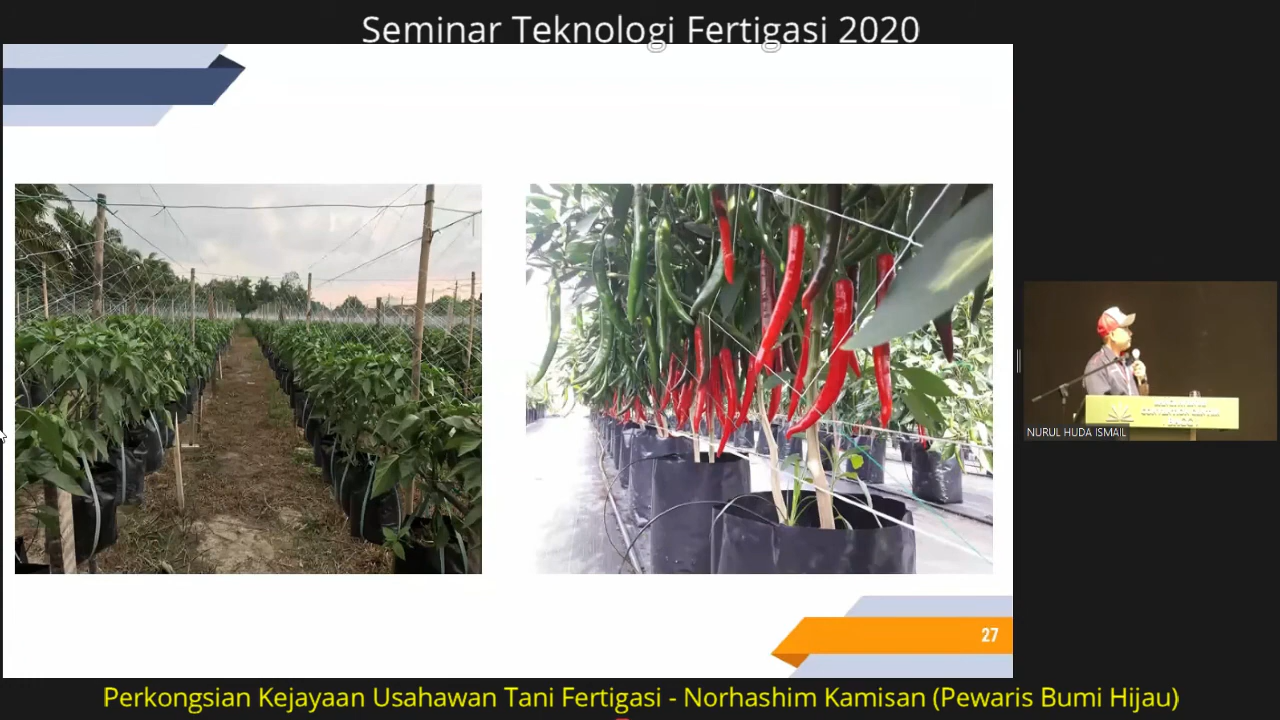 Seminar Teknologi Fertigasi 2020
NURUL HUDA ISMAIL
27
Perkongsian Kejayaan Usahawan Tani Fertigasi - Norhashim Kamisan (Pewaris Bumi Hijau)